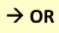 → OR